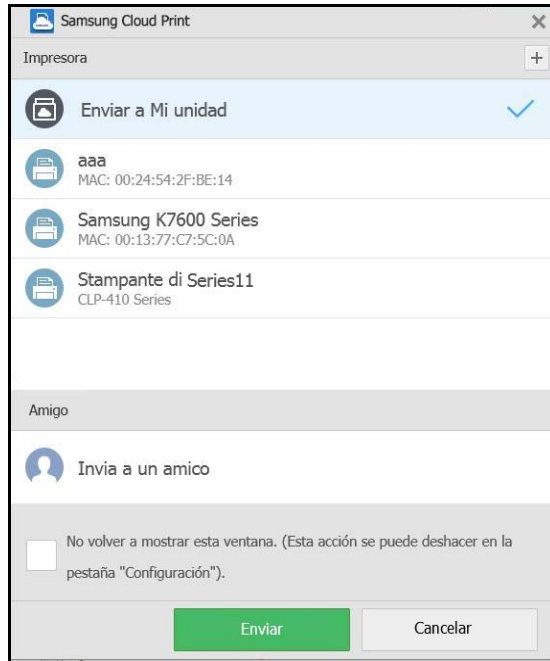 Samsung Cloud Print
Impresora
Enviar a Mi unidad
aaa
MAC: 00:24:54:2F:BE:14
Samsung K7600 Series
MAC: 00:13:77:C7:5C:0A
Stampante di Series11
CLP-410 Series
Amigo
Invia a un amico
No volver a mostrar esta ventana. (Esta acción se puede deshacer en la
pestaña "Configuración").
Enviar
Cancelar